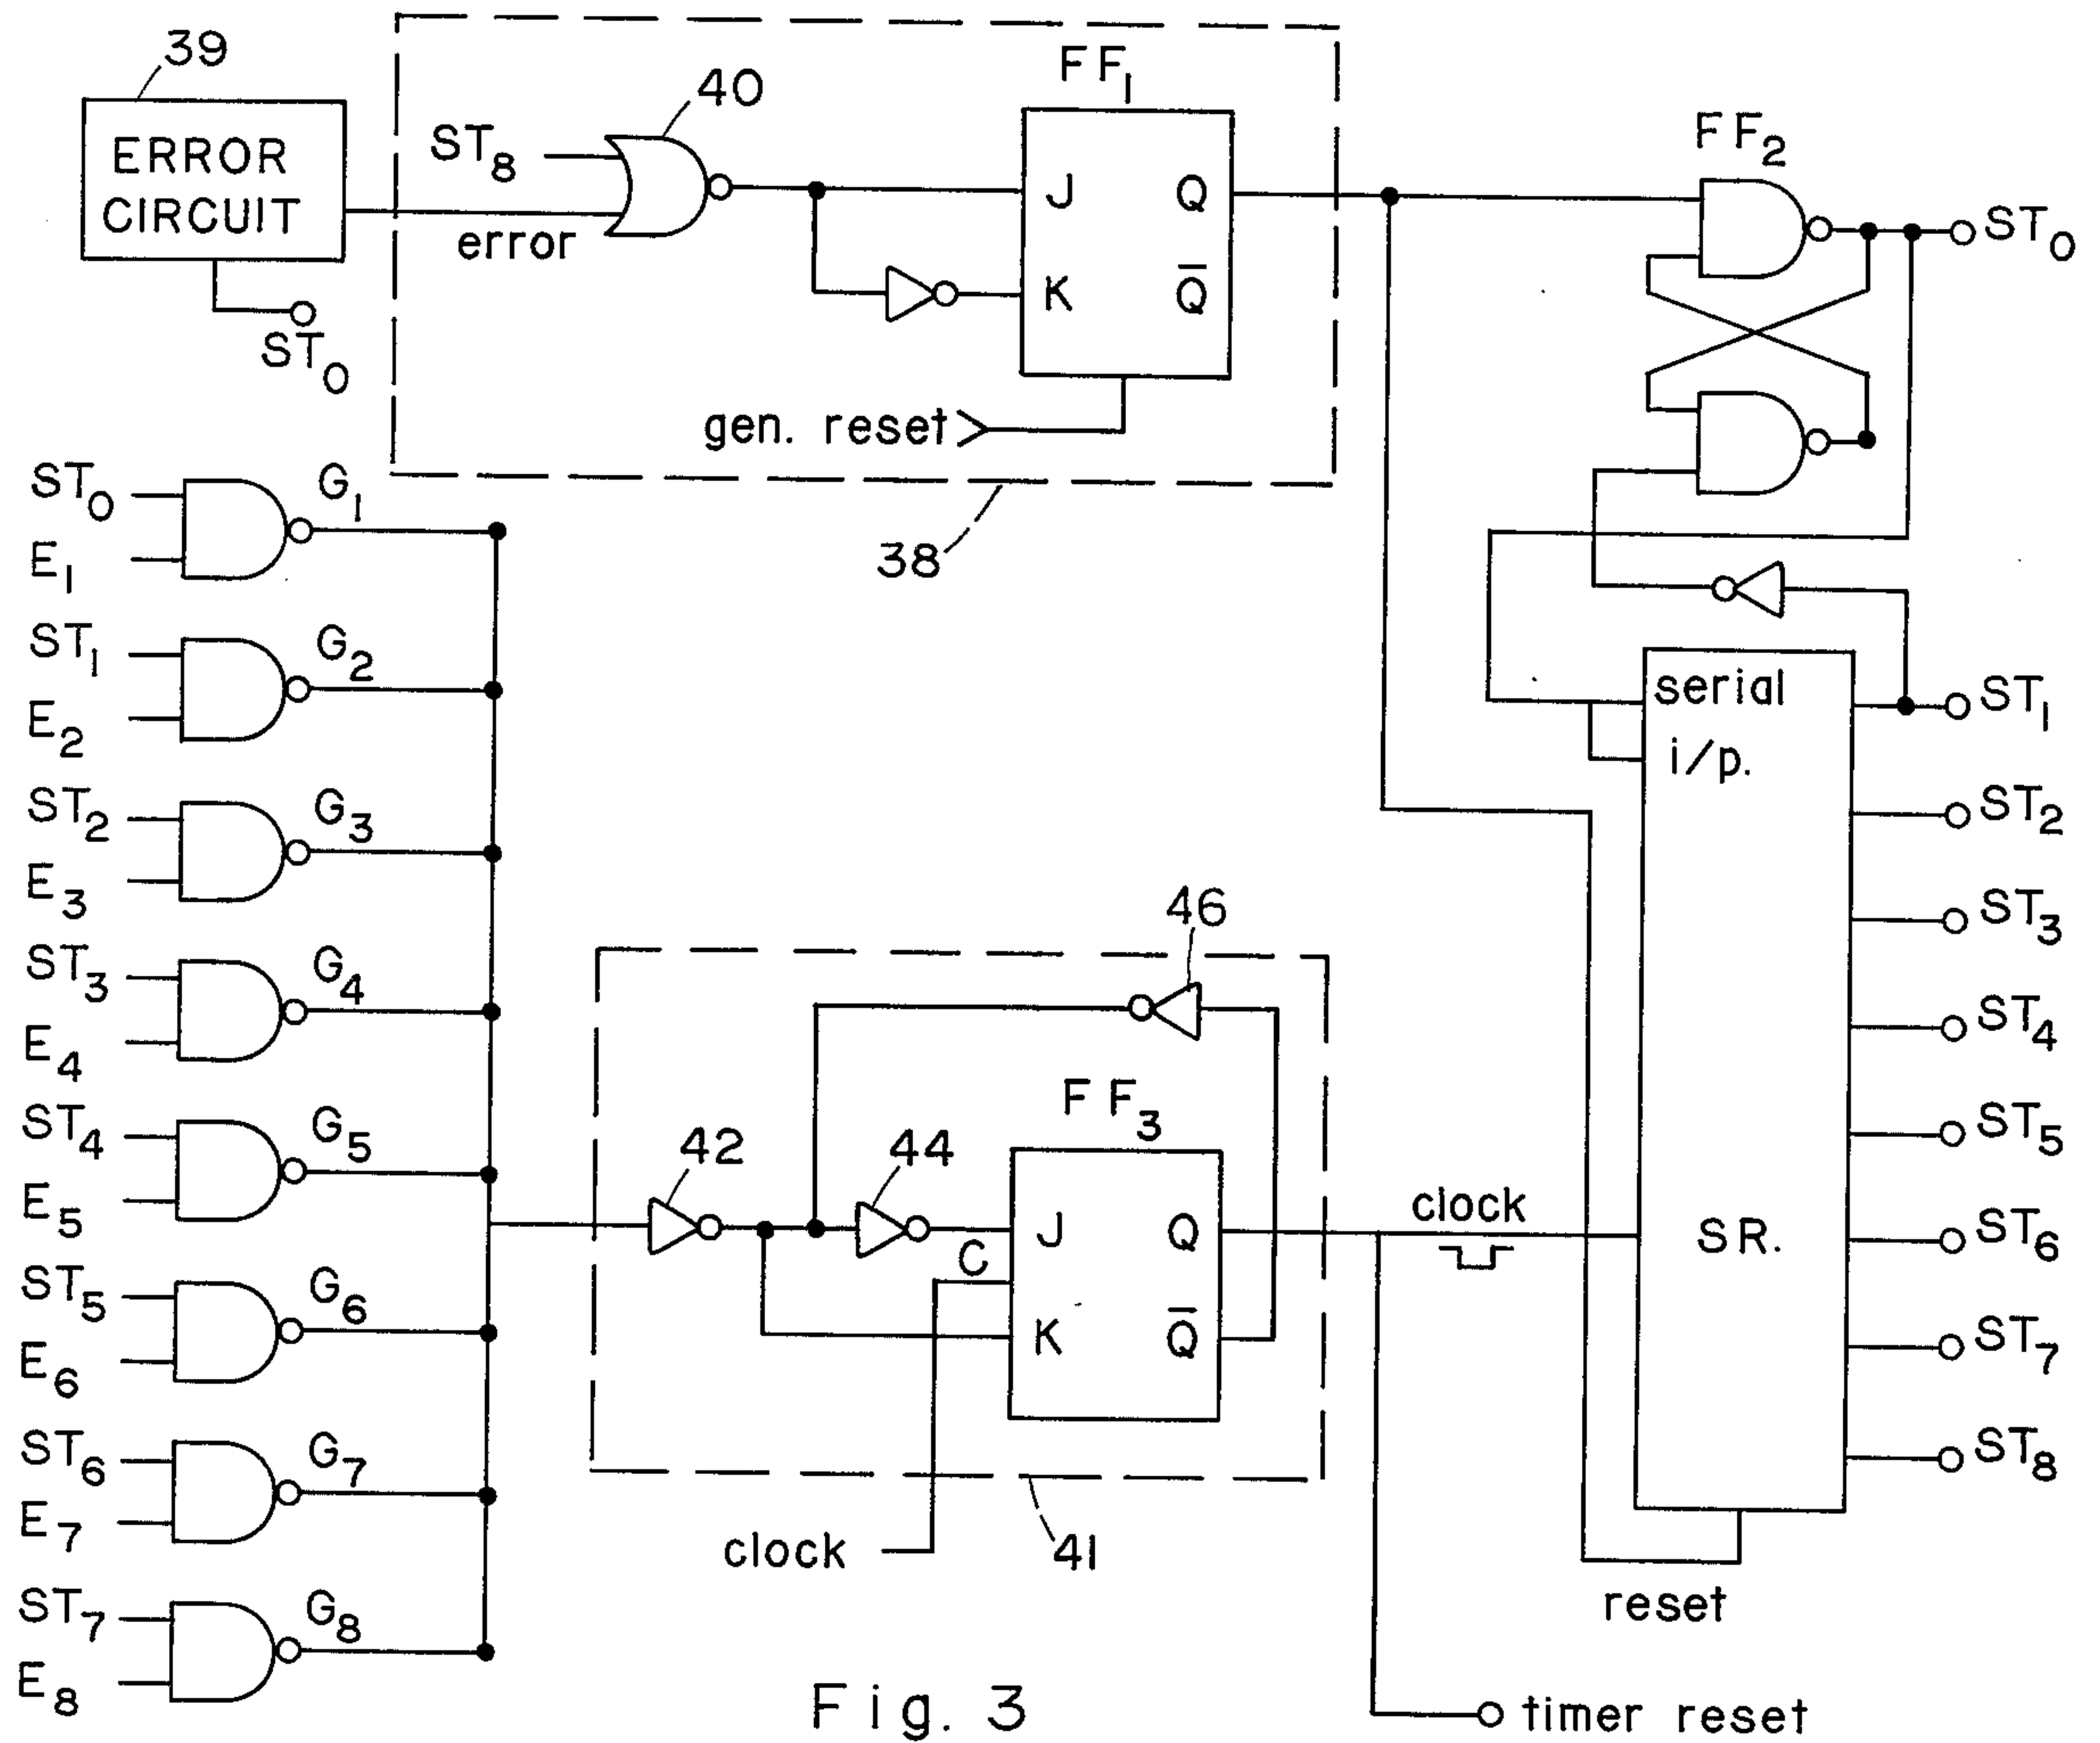 39
ERROR
CIRCUIT
ST0
ST8
error
40
FF1
J
Q
K
Q̅
gen. reset
38
FF2
ST0
ST0
G1
E1
ST1
G2
E2
ST2
G3
E3
ST3
G4
E4
ST4
G5
E5
ST5
G6
E6
ST6
G7
E7
ST7
G8
E8
46
FF3
42
44
J
Q
C
K
Q̅
clock
41
clock
serial
i/p.
SR.
reset
ST1
ST2
ST3
ST4
ST5
ST6
ST7
ST8
timer reset
Fig. 3